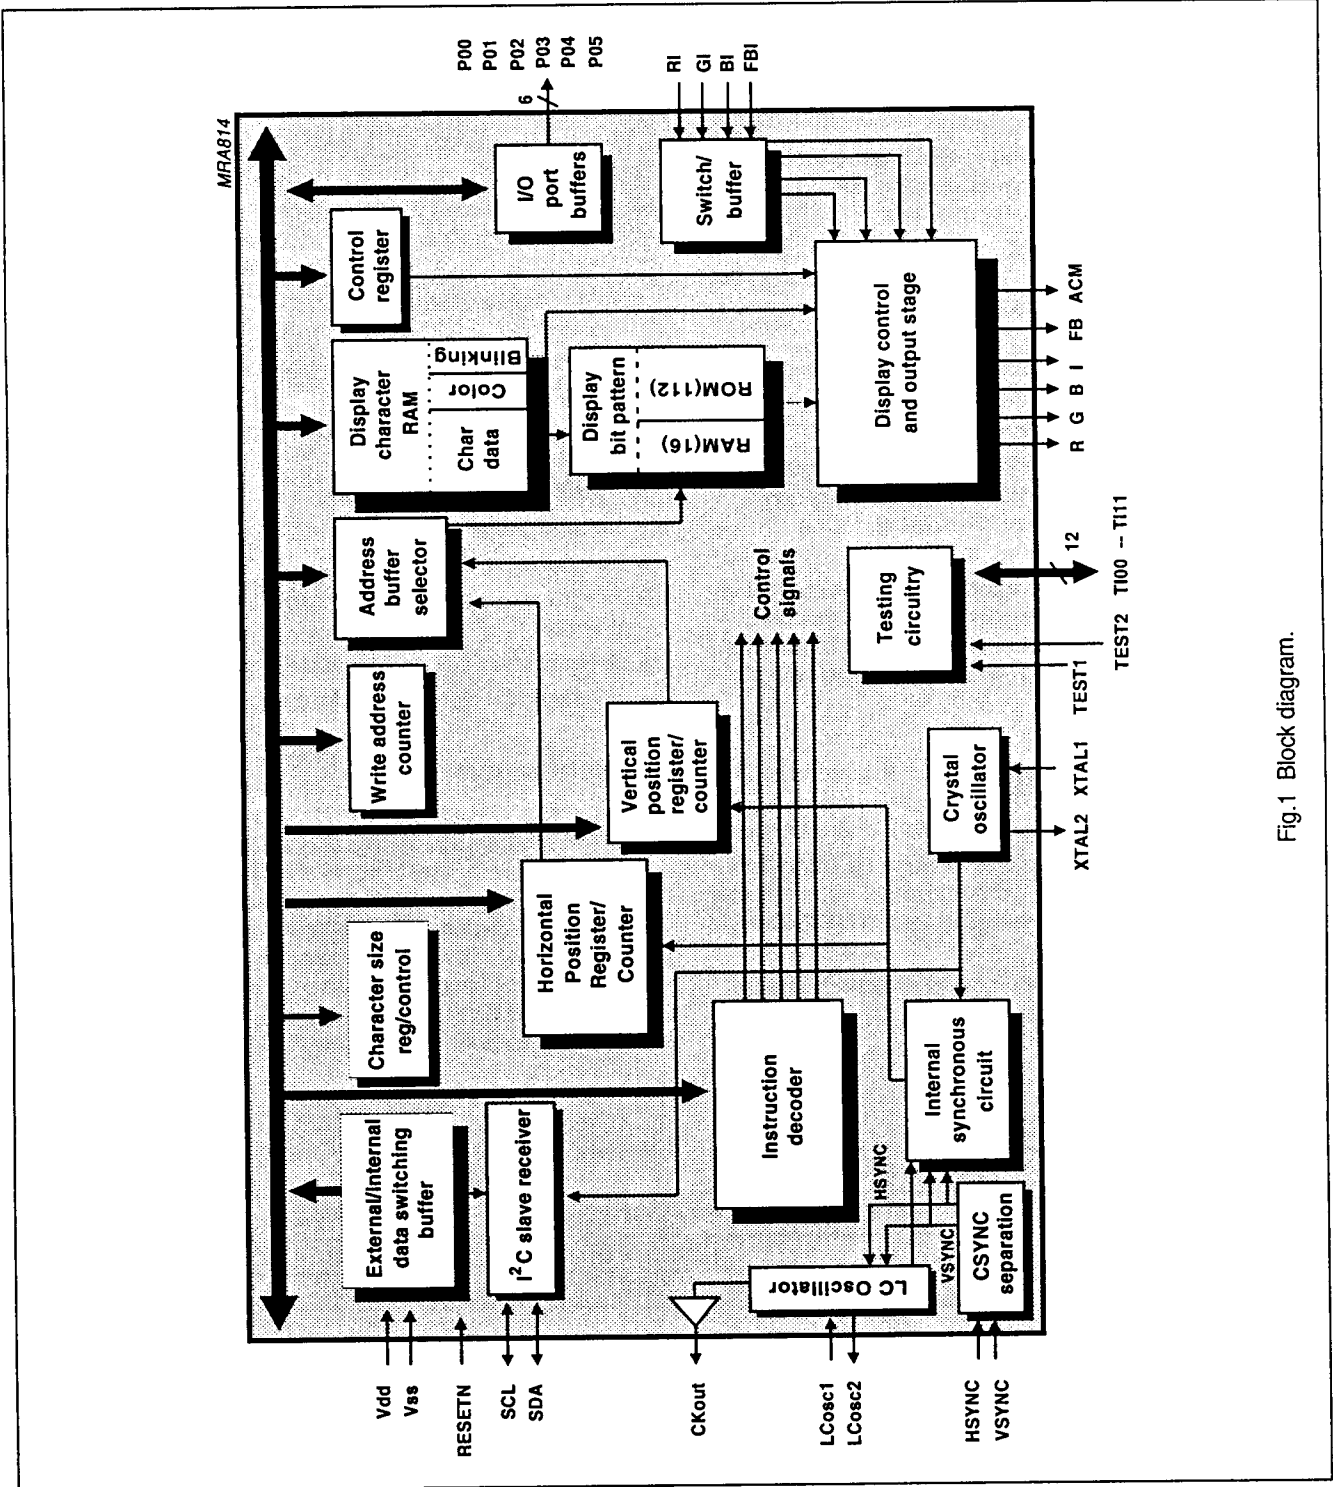 MRA814
Vdd
Vss
RESETN
SCL
SDA
CKout
LCosc1
LCosc2
HSYNC
VSYNC
External/Internal
data switching
buffer
I²C slave receiver
Character size
reg/control
Write address
counter
Address
buffer
selector
Display
character
RAM
Char
data
Color
Blinking
Control
register
I/O
port
buffers
6
P00
P01
P02
P03
P04
P05
Horizontal
Position
Register/
Counter
Vertical
position
register/
counter
Display
bit pattern
RAM(16)
ROM(112)
Switch/
buffer
RI
GI
BI
FBI
Instruction
decoder
Control
signals
Display control
and output stage
LC Oscillator
HSYNC
VSYNC
CSYNC
separation
Internal
synchronous
circuit
Crystal
oscillator
Testing
circuitry
XTAL2
XTAL1
TEST1
TEST2
12
TI00 -- TI11
R
G
B
I
FB
ACM
Fig.1 Block diagram.